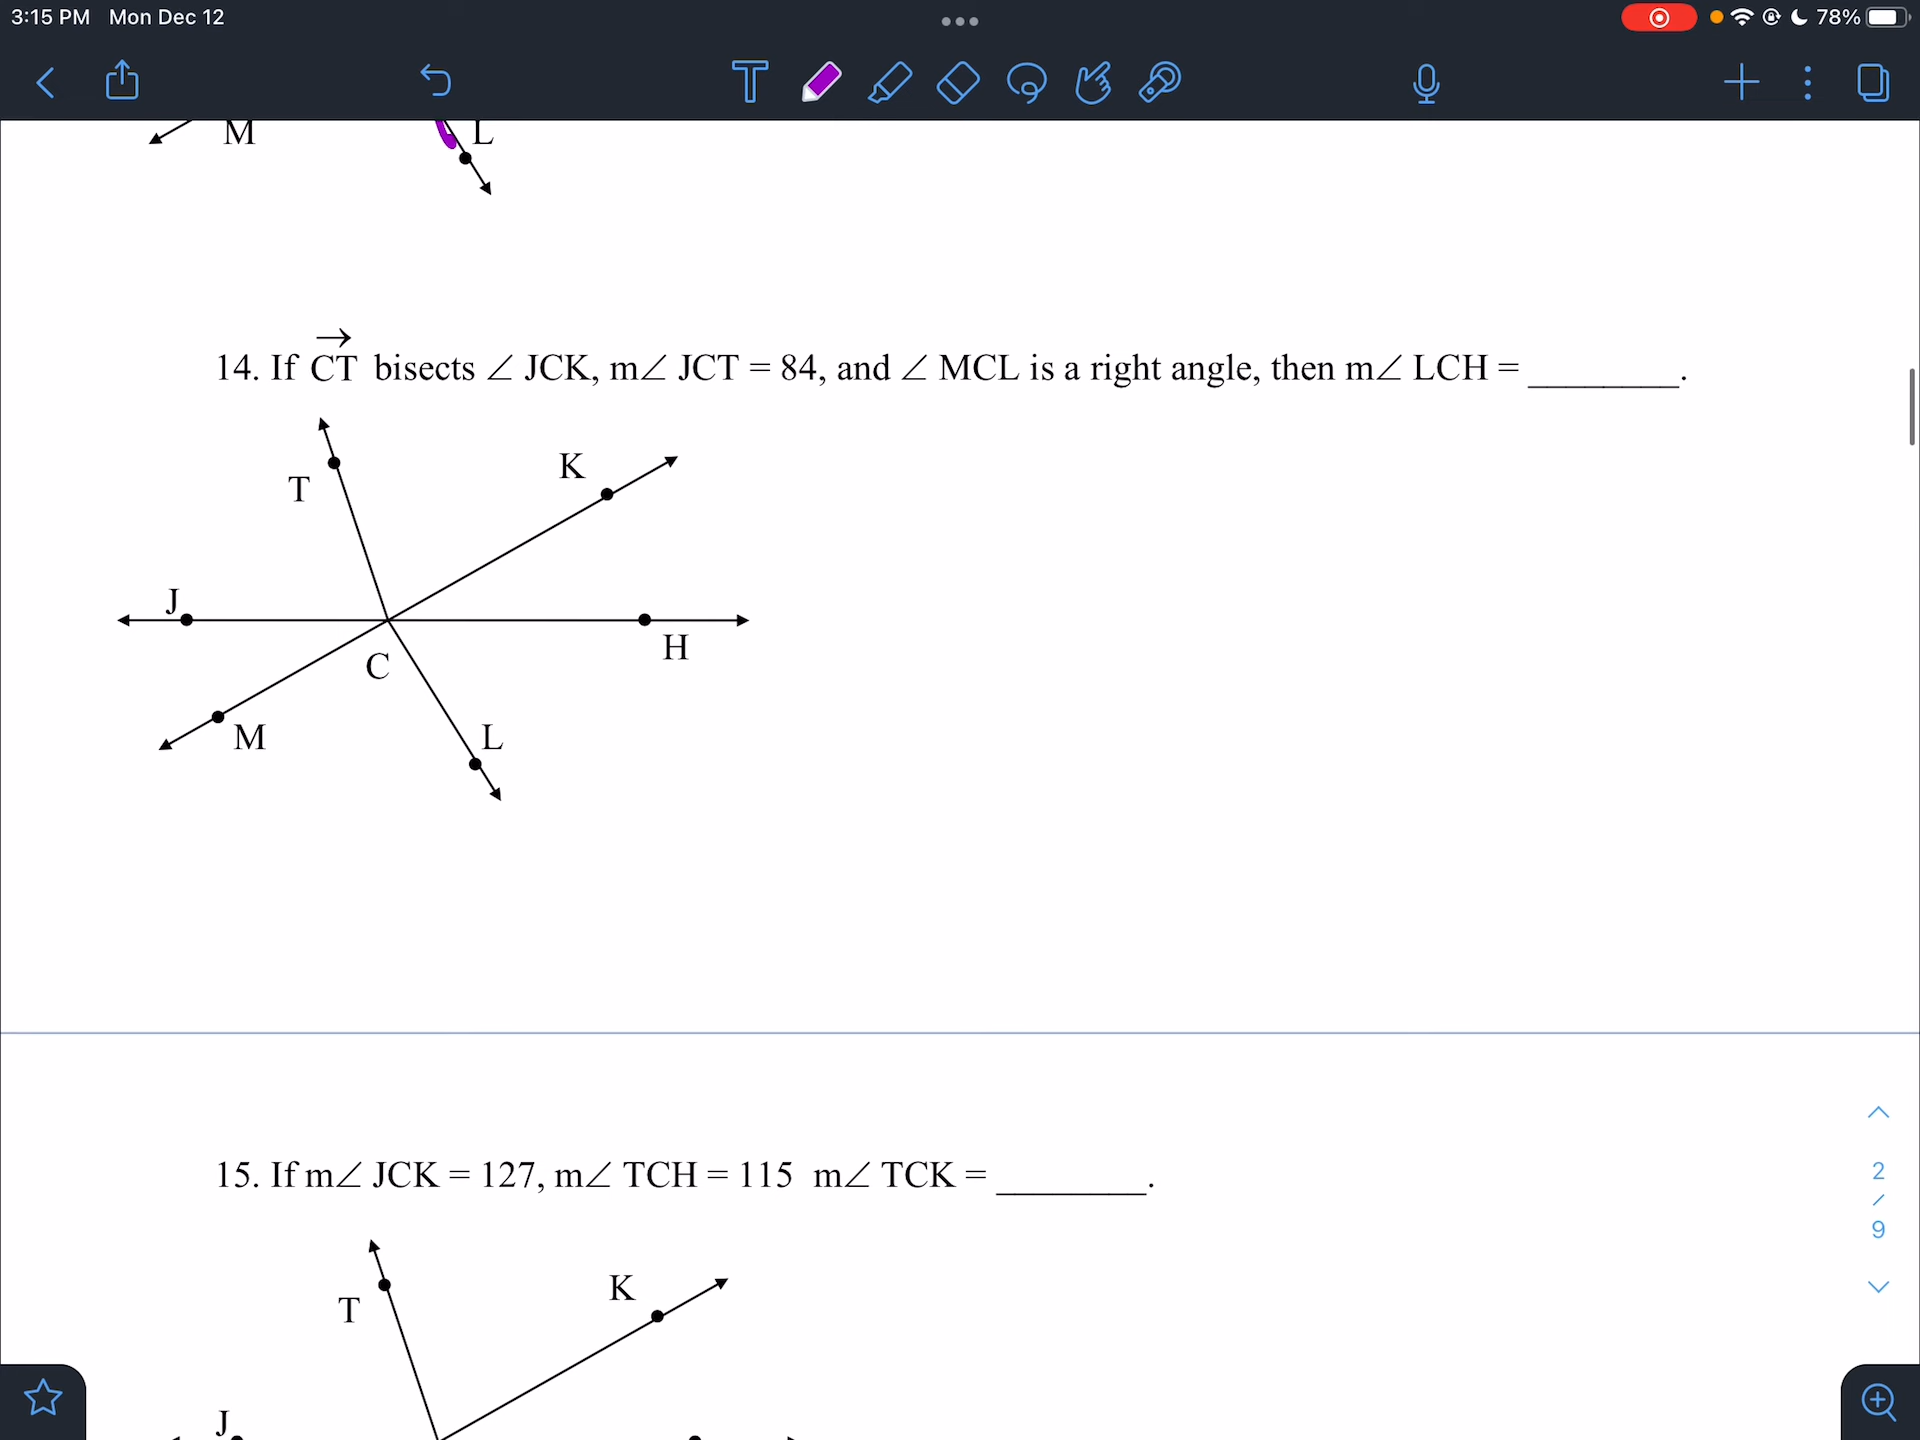 3:15 PM Mon Dec 12
78%
M
L
14. If CT bisects ∠ JCK, m∠ JCT = 84, and ∠ MCL is a right angle, then m∠ LCH = ________.
T
K
J
H
C
M
L
15. If m∠ JCK = 127, m∠ TCH = 115 m∠ TCK = ________.
2
/
9
T
K
J